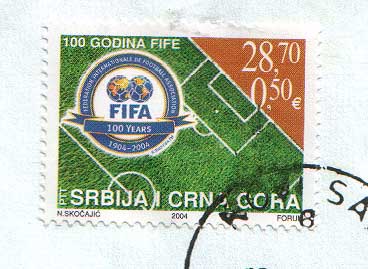 100 GODINA FIFE
28,70
0,50 €
FEDERATION INTERNATIONALE DE FOOTBALL ASSOCIATION
FIFA
100 YEARS
1904-2004
SRBIJA I CRNA GORA
N.SKOČAJIĆ
2004
FORUM
S A
8